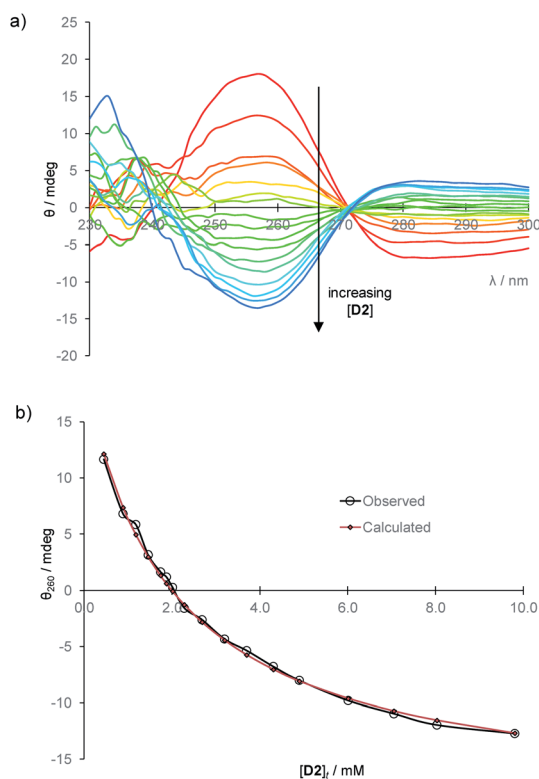 a)
25
20
15
10
5
0
-5
-10
-15
-20
θ / mdeg
230 240 250 260 270 280 290 300
λ / nm
increasing
[D2]
b)
15
10
5
0
-5
-10
-15
θ260 / mdeg
0.0 2.0 4.0 6.0 8.0 10.0
Observed
Calculated
[D2]t / mM